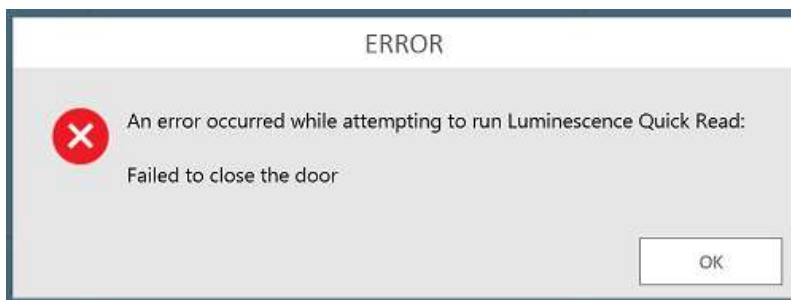 ERROR
An error occurred while attempting to run Luminescence Quick Read:
Failed to close the door
OK